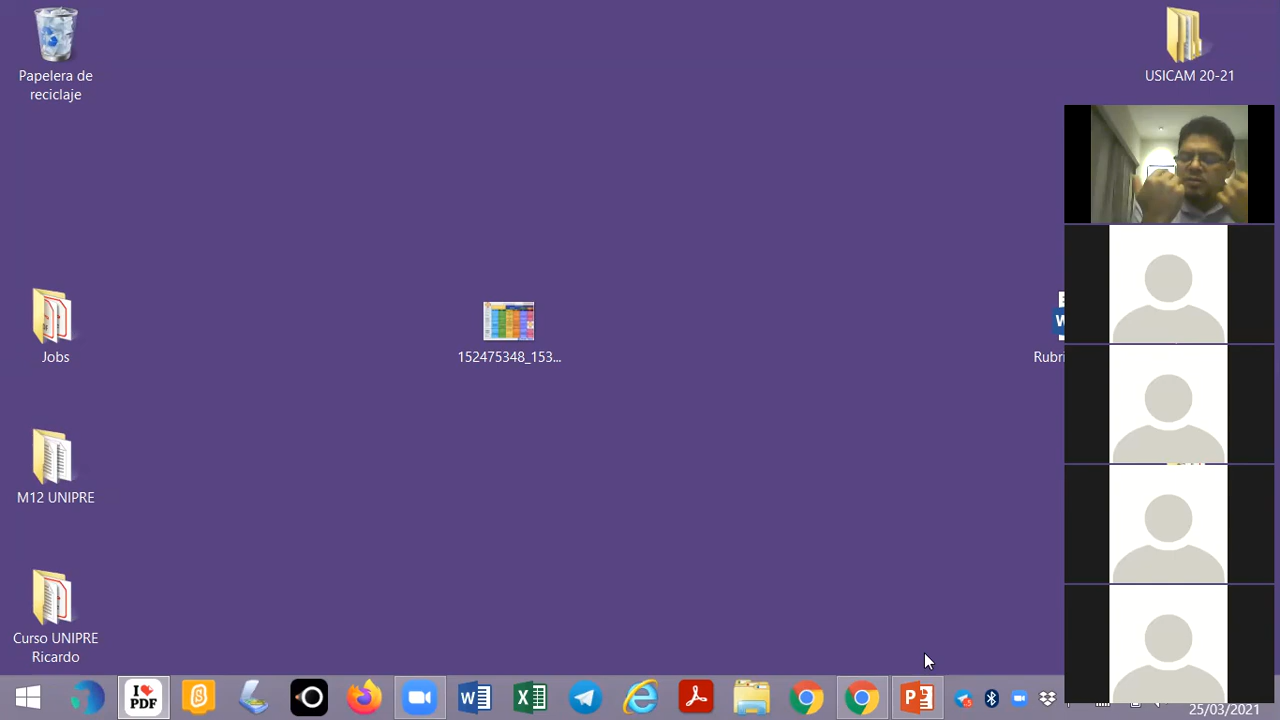 Papelera de
reciclaje
USICAM 20-21
Jobs
152475348_153...
Rubri
M12 UNIPRE
Curso UNIPRE
Ricardo
I
PDF
25/03/2021